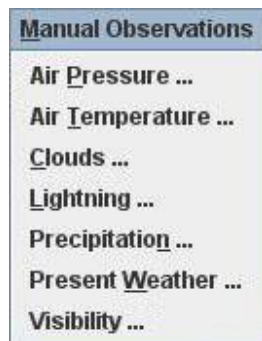 Manual Observations
Air Pressure ...
Air Temperature ...
Clouds ...
Lightning ...
Precipitation ...
Present Weather ...
Visibility ...